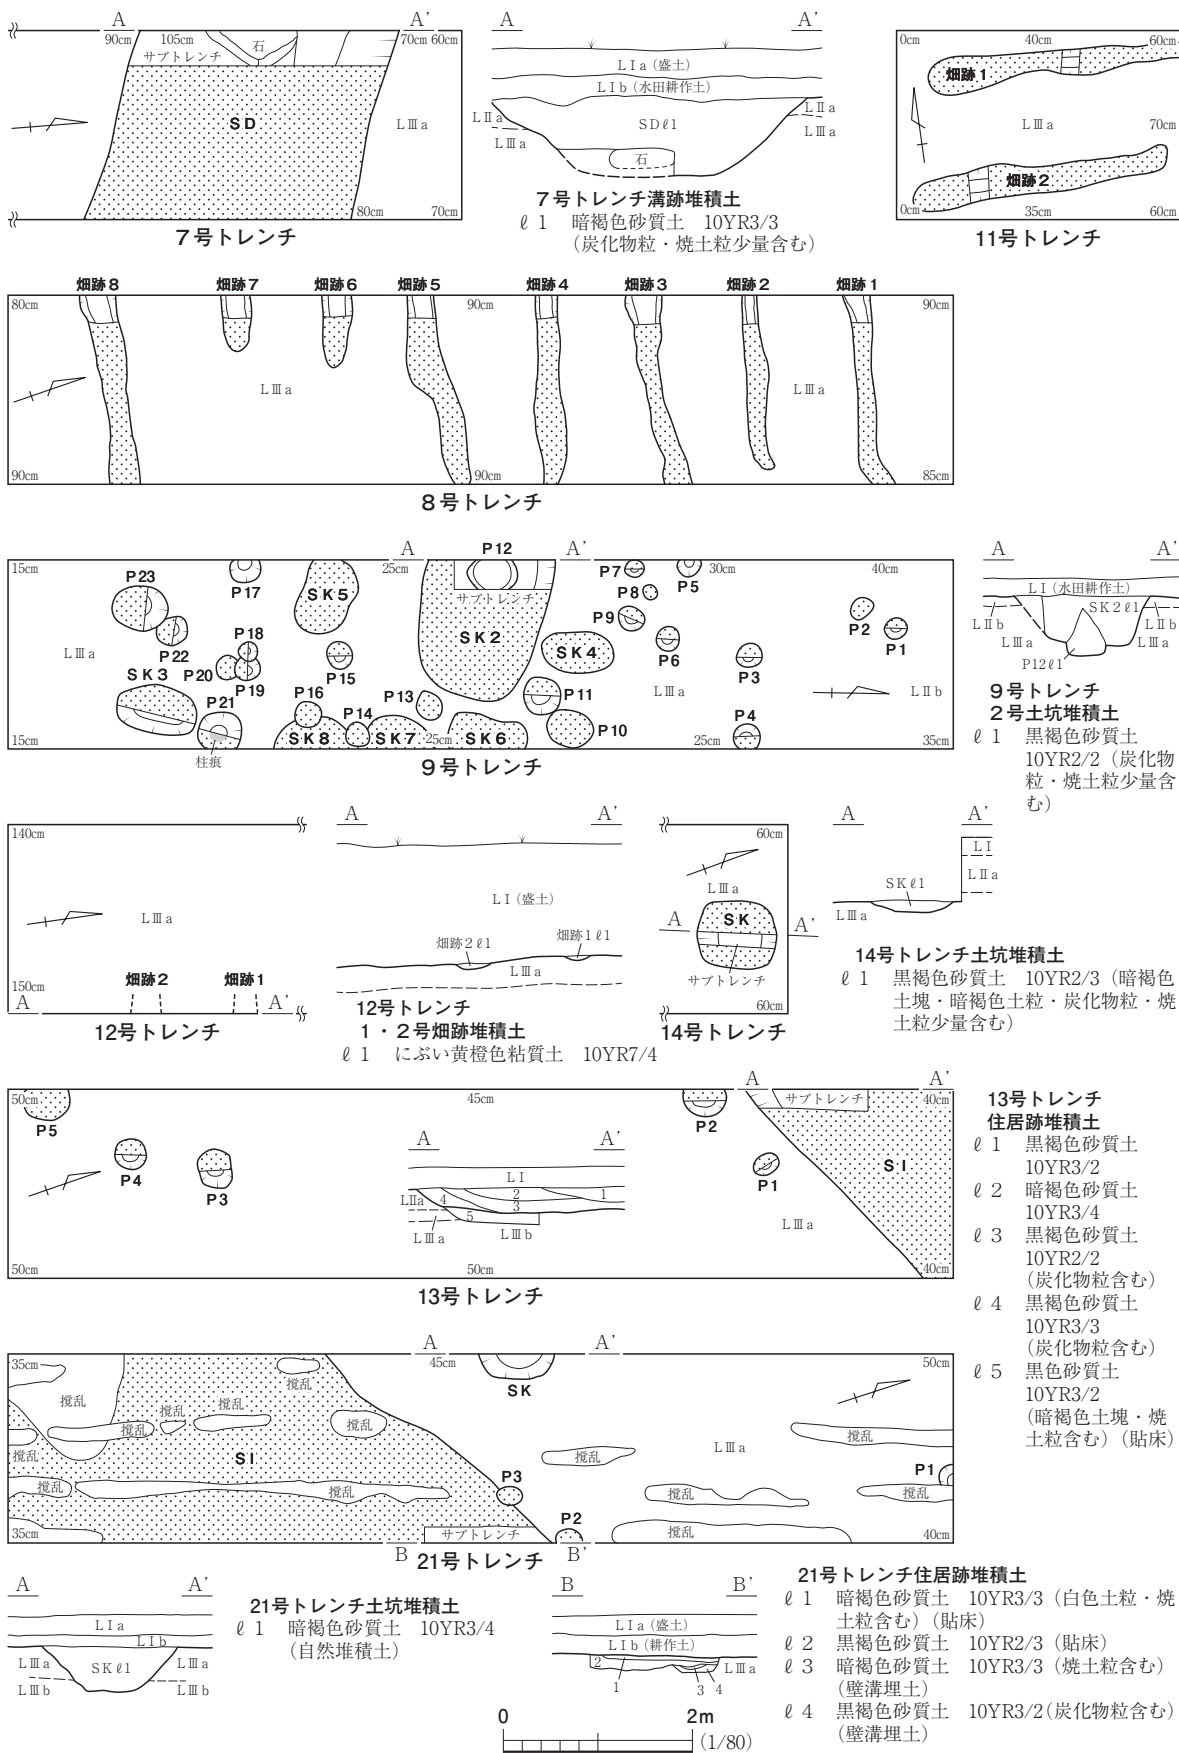 A
A’
90cm
105cm
石
70cm
60cm
サブトレンチ
SD
LⅢa
80cm
70cm
7号トレンチ
A
A’
LⅠa (盛土)
LⅠb (水田耕作土)
LⅡa
LⅢa
SDℓ1
石
LⅡa
LⅢa
7号トレンチ溝跡堆積土
ℓ 1 暗褐色砂質土 10YR3/3
(炭化物粒・焼土粒少量含む)
0cm
40cm
60cm
畑跡1
LⅢa
70cm
畑跡2
0cm
35cm
60cm
11号トレンチ
畑跡8
畑跡7
畑跡6
畑跡5
畑跡4
畑跡3
畑跡2
畑跡1
80cm
90cm
90cm
LⅢa
LⅢa
90cm
90cm
85cm
8号トレンチ
15cm
A
25cm
P12
A’
30cm
40cm
P23
P17
SK5
サブトレンチ
P7
P5
P8
P9
P2
P1
SK2
LⅢa
P22
P18
P20
P19
P15
SK4
P6
P3
SK3
P21
P16
P13
P11
LⅢa
LⅡb
P14
P4
15cm
柱痕
SK8
SK7
25cm
SK6
P10
25cm
35cm
9号トレンチ
A
A’
LⅠ(水田耕作土)
LⅡb
SK2ℓ1
LⅡb
LⅢa
LⅢa
P12ℓ1
9号トレンチ
2号土坑堆積土
ℓ 1 黒褐色砂質土
10YR2/2 (炭化物
粒・焼土粒少量含
む)
140cm
LⅢa
150cm
畑跡2
畑跡1
A
A’
12号トレンチ
A
A’
LⅠ(盛土)
畑跡2ℓ1
畑跡1ℓ1
LⅢa
12号トレンチ
1・2号畑跡堆積土
ℓ 1 にぶい黄橙色粘質土 10YR7/4
60cm
LⅢa
SK
A
A’
サブトレンチ
60cm
14号トレンチ
A
A’
LⅠ
LⅡa
SKℓ1
LⅢa
14号トレンチ土坑堆積土
ℓ 1 黒褐色砂質土 10YR2/3 (暗褐色
土塊・暗褐色土粒・炭化物粒・焼
土粒少量含む)
50cm
P5
P4
P3
45cm
P2
A
サブトレンチ
A’
40cm
SI
P1
LⅢa
A
A’
LⅠ
LⅡa
4
2
1
3
5
LⅢa
LⅢb
50cm
50cm
40cm
13号トレンチ
13号トレンチ
住居跡堆積土
ℓ 1 黒褐色砂質土
10YR3/2
ℓ 2 暗褐色砂質土
10YR3/4
ℓ 3 黒褐色砂質土
10YR2/2
(炭化物粒含む)
ℓ 4 黒褐色砂質土
10YR3/3
(炭化物粒含む)
ℓ 5 黒色砂質土
10YR3/2
(暗褐色土塊・焼
土粒含む) (貼床)
A
A’
35cm
45cm
50cm
撹乱
撹乱
撹乱
撹乱
撹乱
撹乱
撹乱
SI
SK
撹乱
LⅢa
撹乱
P1
撹乱
撹乱
撹乱
P3
撹乱
撹乱
P2
35cm
サブトレンチ
40cm
B
B’
21号トレンチ
A
A’
LⅠa
LⅠb
LⅢa
SKℓ1
LⅢa
LⅢb
LⅢb
21号トレンチ土坑堆積土
ℓ 1 暗褐色砂質土 10YR3/4
(自然堆積土)
B
B’
LⅠa (盛土)
LⅠb (耕作土)
2
LⅢa
1
3
4
21号トレンチ住居跡堆積土
ℓ 1 暗褐色砂質土 10YR3/3 (白色土粒・焼
土粒含む) (貼床)
ℓ 2 黒褐色砂質土 10YR2/3 (貼床)
ℓ 3 暗褐色砂質土 10YR3/3 (焼土粒含む)
(壁溝埋土)
ℓ 4 黒褐色砂質土 10YR3/2(炭化物粒含む)
(壁溝埋土)
0
2m
(1/80)